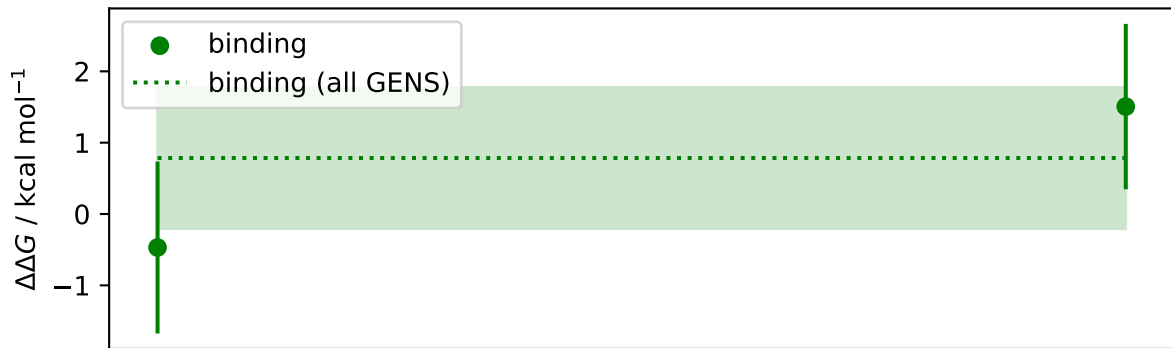 binding
binding (all GENS)
2
1
0
−1
ΔΔG / kcal mol⁻¹